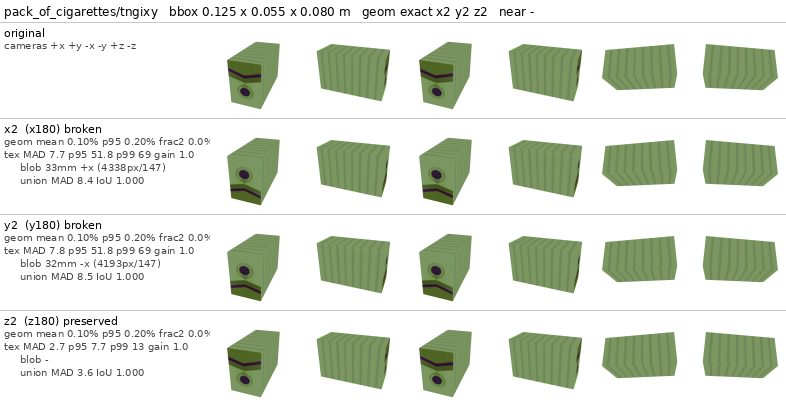 pack_of_cigarettes/tngixy bbox 0.125 x 0.055 x 0.080 m geom exact x2 y2 z2 near -
original
cameras +x +y -x -y +z -z
x2 (x180) broken
geom mean 0.10% p95 0.20% frac2 0.0%
tex MAD 7.7 p95 51.8 p99 69 gain 1.0
blob 33mm +x (4338px/147)
union MAD 8.4 IoU 1.000
y2 (y180) broken
geom mean 0.10% p95 0.20% frac2 0.0%
tex MAD 7.8 p95 51.8 p99 69 gain 1.0
blob 32mm -x (4193px/147)
union MAD 8.5 IoU 1.000
z2 (z180) preserved
geom mean 0.10% p95 0.20% frac2 0.0%
tex MAD 2.7 p95 7.7 p99 13 gain 1.0
blob -
union MAD 3.6 IoU 1.000